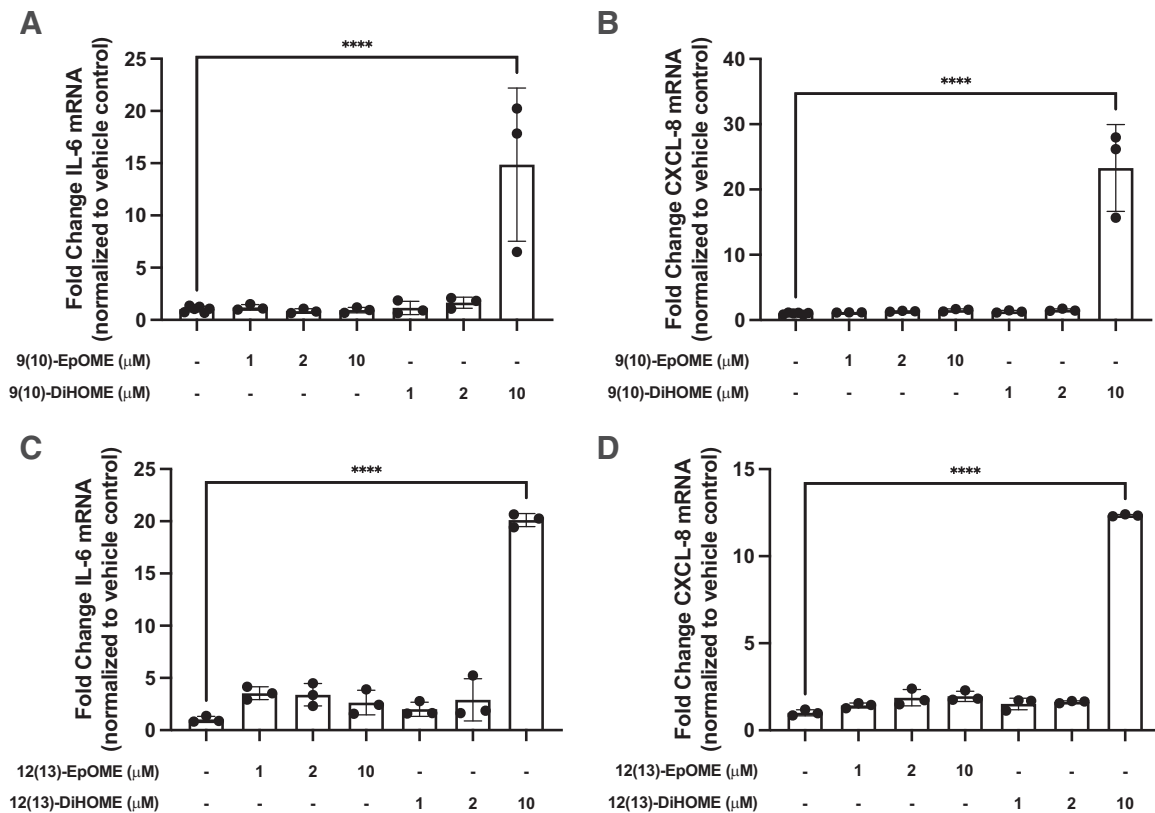 A
Fold Change IL-6 mRNA
(normalized to vehicle control)
25
20
15
10
5
0
****
9(10)-EpOME (μM) - 1 2 10 - - -
9(10)-DiHOME (μM) - - - - 1 2 10
B
Fold Change CXCL-8 mRNA
(normalized to vehicle control)
40
30
20
10
0
****
9(10)-EpOME (μM) - 1 2 10 - - -
9(10)-DiHOME (μM) - - - - 1 2 10
C
Fold Change IL-6 mRNA
(normalized to vehicle control)
25
20
15
10
5
0
****
12(13)-EpOME (μM) - 1 2 10 - - -
12(13)-DiHOME (μM) - - - - 1 2 10
D
Fold Change CXCL-8 mRNA
(normalized to vehicle control)
15
10
5
0
****
12(13)-EpOME (μM) - 1 2 10 - - -
12(13)-DiHOME (μM) - - - - 1 2 10